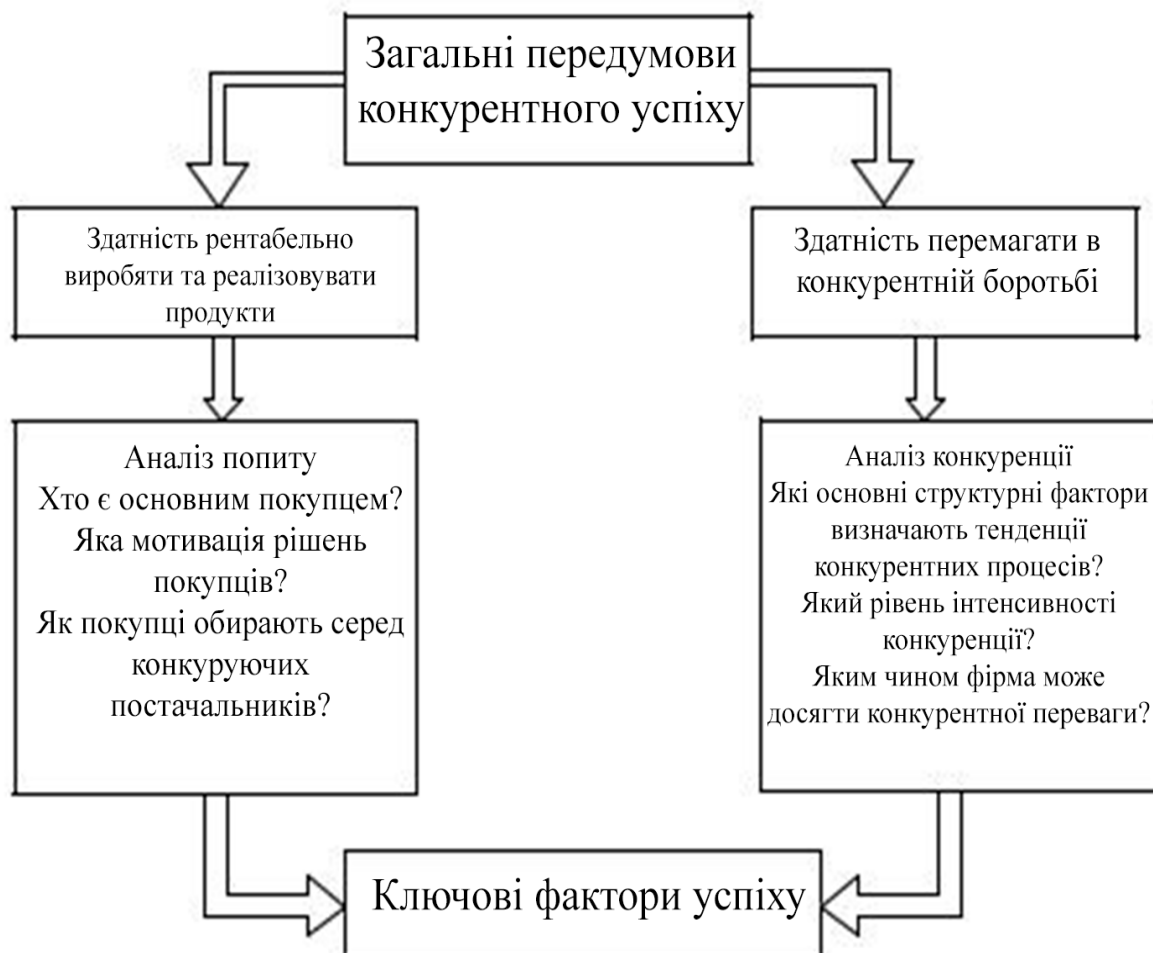 Загальні передумови
конкурентного успіху
Здатність рентабельно
виробяти та реалізовувати
продукти
Здатність перемагати в
конкурентній боротьбі
Аналіз попиту
Хто є основним покупцем?
Яка мотивація рішень
покупців?
Як покупці обирають серед
конкуруючих
постачальників?
Аналіз конкуренції
Які основні структурні фактори
визначають тенденції
конкурентних процесів?
Який рівень інтенсивності
конкуренції?
Яким чином фірма може
досягти конкурентної переваги?
Ключові фактори успіху